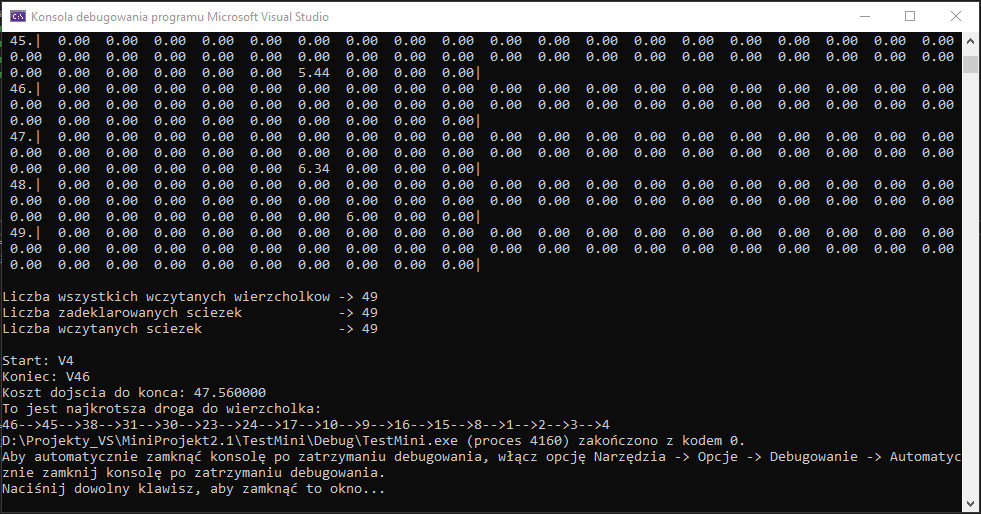 Konsola debugowania programu Microsoft Visual Studio
45.| 0.00 0.00 0.00 0.00 0.00 0.00 0.00 0.00 0.00 0.00 0.00 0.00 0.00 0.00 0.00 0.00 0.00 0.00 0.00
0.00 0.00 0.00 0.00 0.00 0.00 0.00 0.00 0.00 0.00 0.00 0.00 0.00 0.00 0.00 0.00 0.00 0.00 0.00 0.00
0.00 0.00 0.00 0.00 0.00 0.00 5.44 0.00 0.00 0.00|
46.| 0.00 0.00 0.00 0.00 0.00 0.00 0.00 0.00 0.00 0.00 0.00 0.00 0.00 0.00 0.00 0.00 0.00 0.00 0.00
0.00 0.00 0.00 0.00 0.00 0.00 0.00 0.00 0.00 0.00 0.00 0.00 0.00 0.00 0.00 0.00 0.00 0.00 0.00 0.00
0.00 0.00 0.00 0.00 0.00 0.00 0.00 0.00 0.00 0.00|
47.| 0.00 0.00 0.00 0.00 0.00 0.00 0.00 0.00 0.00 0.00 0.00 0.00 0.00 0.00 0.00 0.00 0.00 0.00 0.00
0.00 0.00 0.00 0.00 0.00 0.00 0.00 0.00 0.00 0.00 0.00 0.00 0.00 0.00 0.00 0.00 0.00 0.00 0.00 0.00
0.00 0.00 0.00 0.00 0.00 0.00 6.34 0.00 0.00 0.00|
48.| 0.00 0.00 0.00 0.00 0.00 0.00 0.00 0.00 0.00 0.00 0.00 0.00 0.00 0.00 0.00 0.00 0.00 0.00 0.00
0.00 0.00 0.00 0.00 0.00 0.00 0.00 0.00 0.00 0.00 0.00 0.00 0.00 0.00 0.00 0.00 0.00 0.00 0.00 0.00
0.00 0.00 0.00 0.00 0.00 0.00 0.00 6.00 0.00 0.00|
49.| 0.00 0.00 0.00 0.00 0.00 0.00 0.00 0.00 0.00 0.00 0.00 0.00 0.00 0.00 0.00 0.00 0.00 0.00 0.00
0.00 0.00 0.00 0.00 0.00 0.00 0.00 0.00 0.00 0.00 0.00 0.00 0.00 0.00 0.00 0.00 0.00 0.00 0.00 0.00
0.00 0.00 0.00 0.00 0.00 0.00 0.00 0.00 0.00 0.00|
Liczba wszystkich wczytanych wierzcholkow -> 49
Liczba zadeklarowanych sciezek -> 49
Liczba wczytanych sciezek -> 49
Start: V4
Koniec: V46
Koszt dojscia do konca: 47.560000
To jest najkrotsza droga do wierzcholka:
46-->45-->38-->31-->30-->23-->24-->17-->10-->9-->16-->15-->8-->1-->2-->3-->4
D:\Projekty_VS\MiniProjekt2.1\TestMini\Debug\TestMini.exe (proces 4160) zakończono z kodem 0.
Aby automatycznie zamknąć konsolę po zatrzymaniu debugowania, włącz opcję Narzędzia -> Opcje -> Debugowanie -> Automatyc
znie zamknij konsolę po zatrzymaniu debugowania.
Naciśnij dowolny klawisz, aby zamknąć to okno...